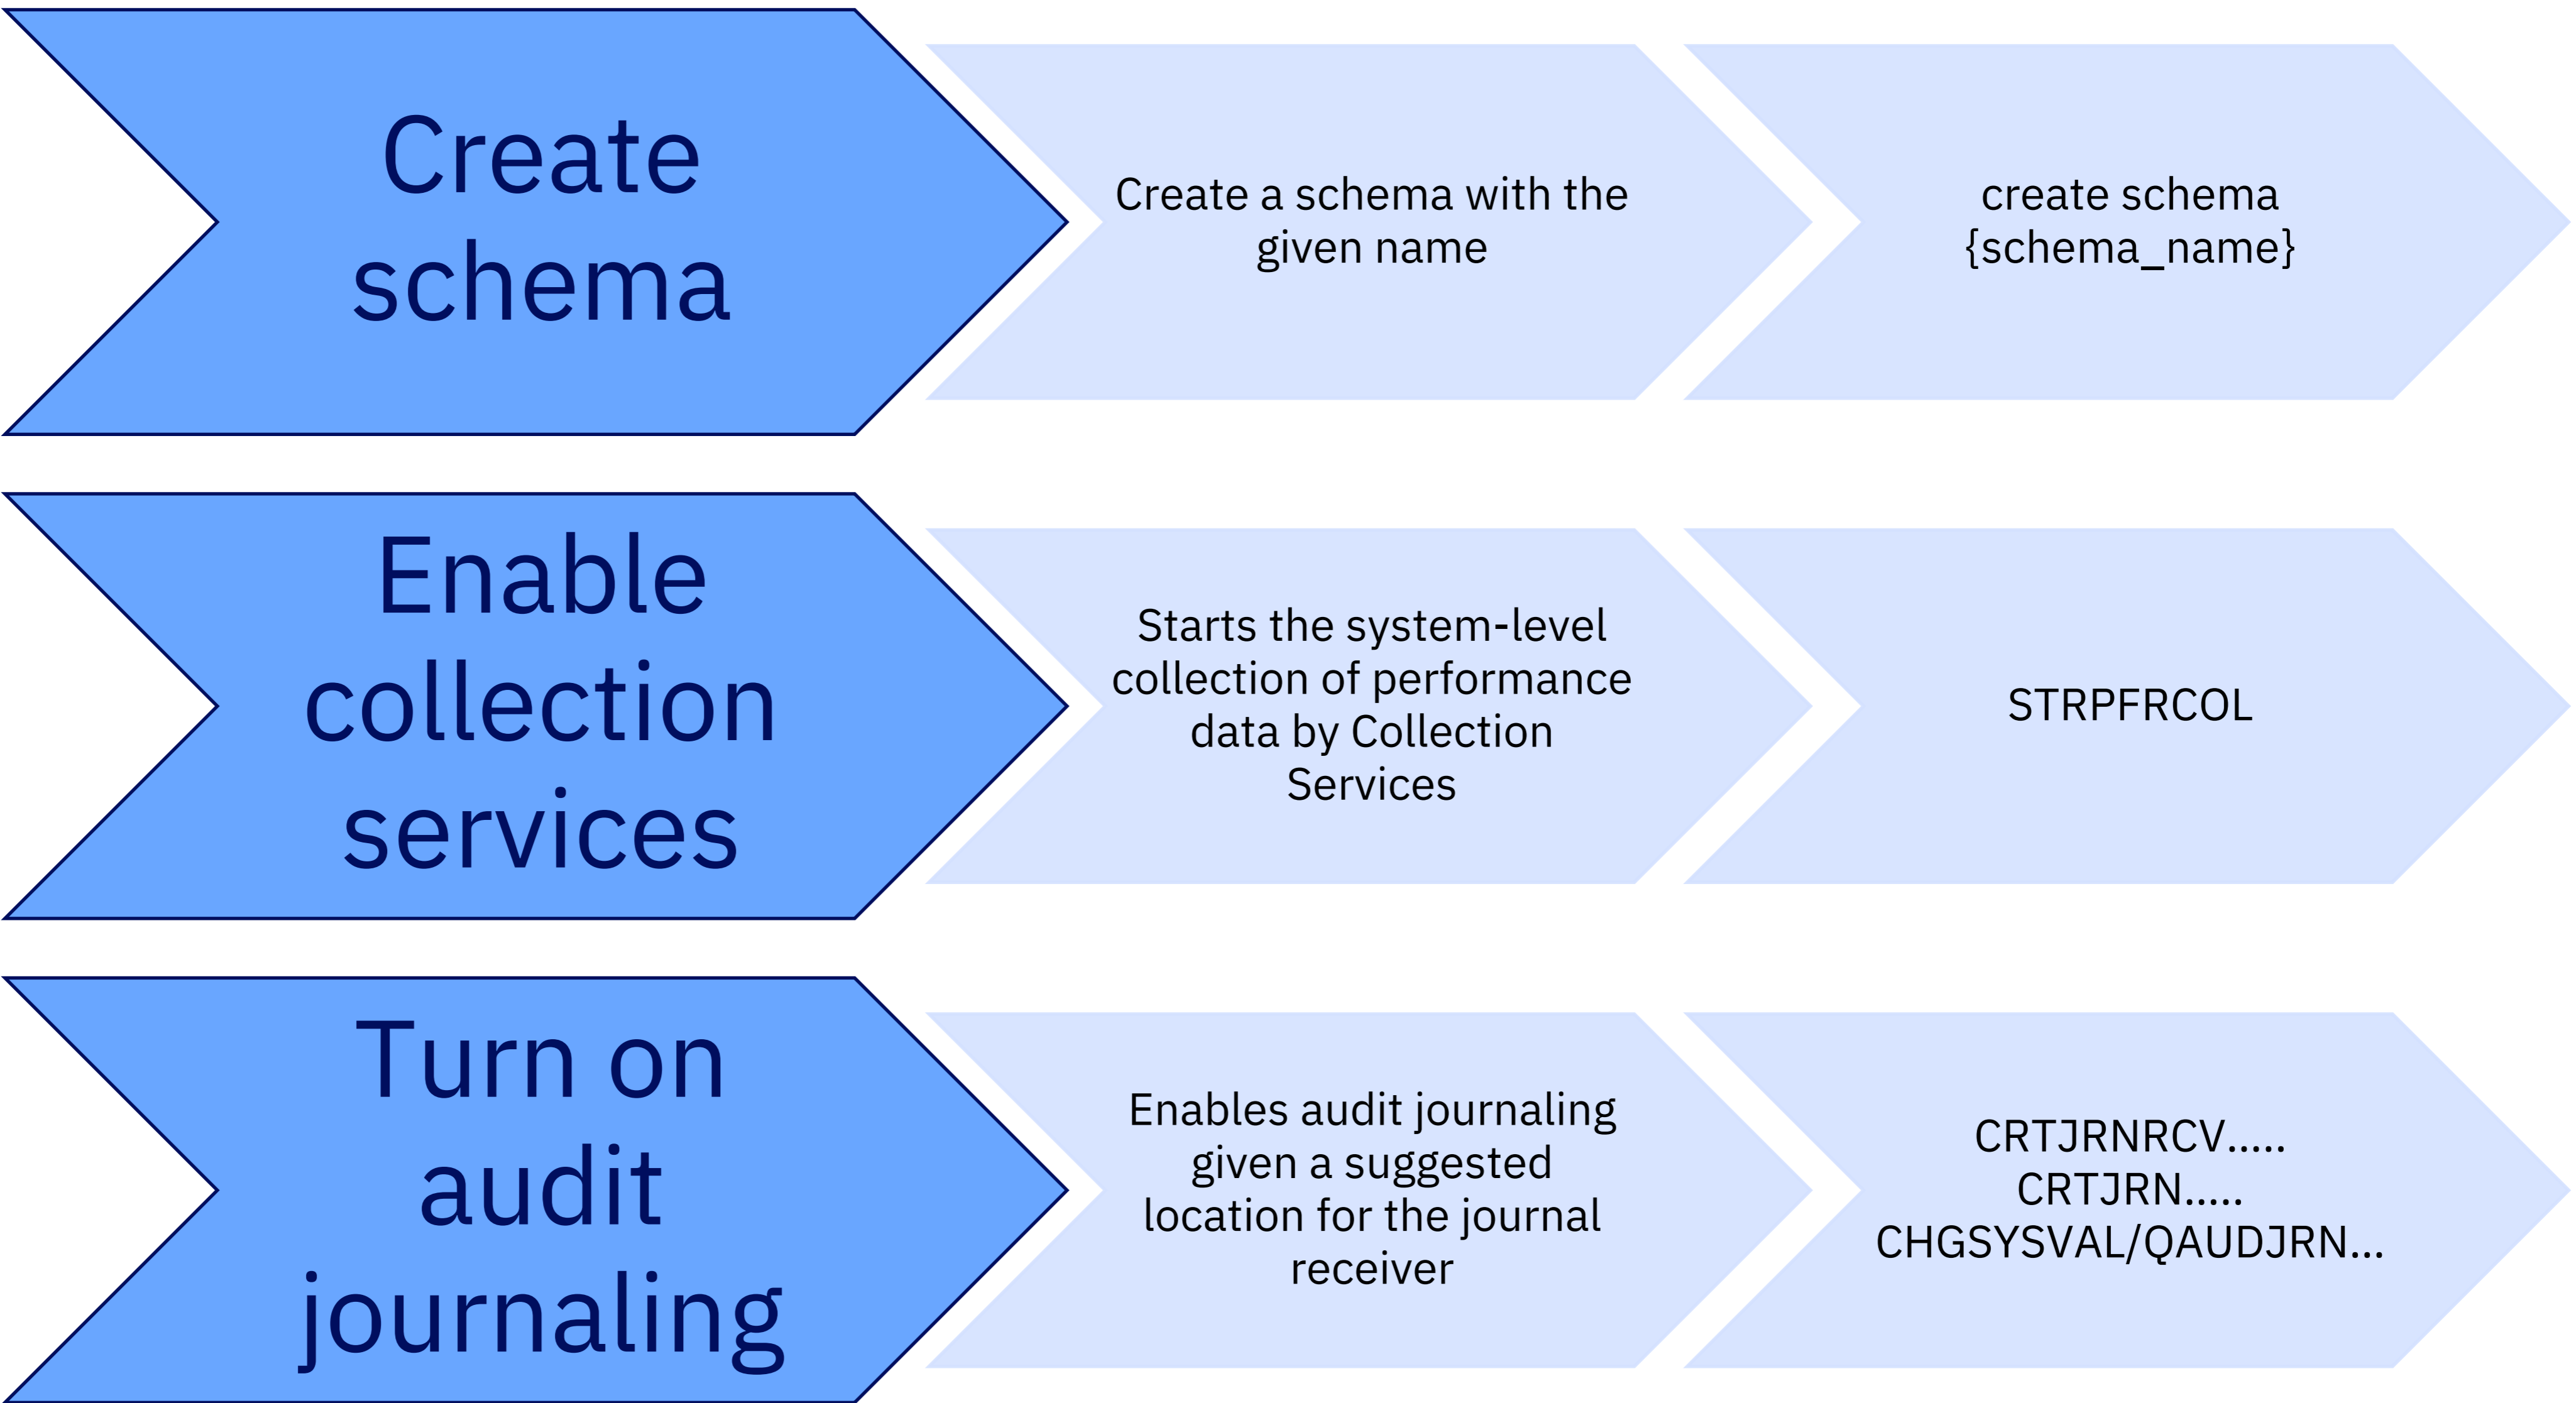 Create
schema
Create a schema with the
given name
create schema
{schema_name}
Enable
collection
services
Starts the system-level
collection of performance
data by Collection
Services
STRPFRCOL
Turn on
audit
journaling
Enables audit journaling
given a suggested
location for the journal
receiver
CRTJRNRCV.....
CRTJRN.....
CHGSYSVAL/QAUDJRN...